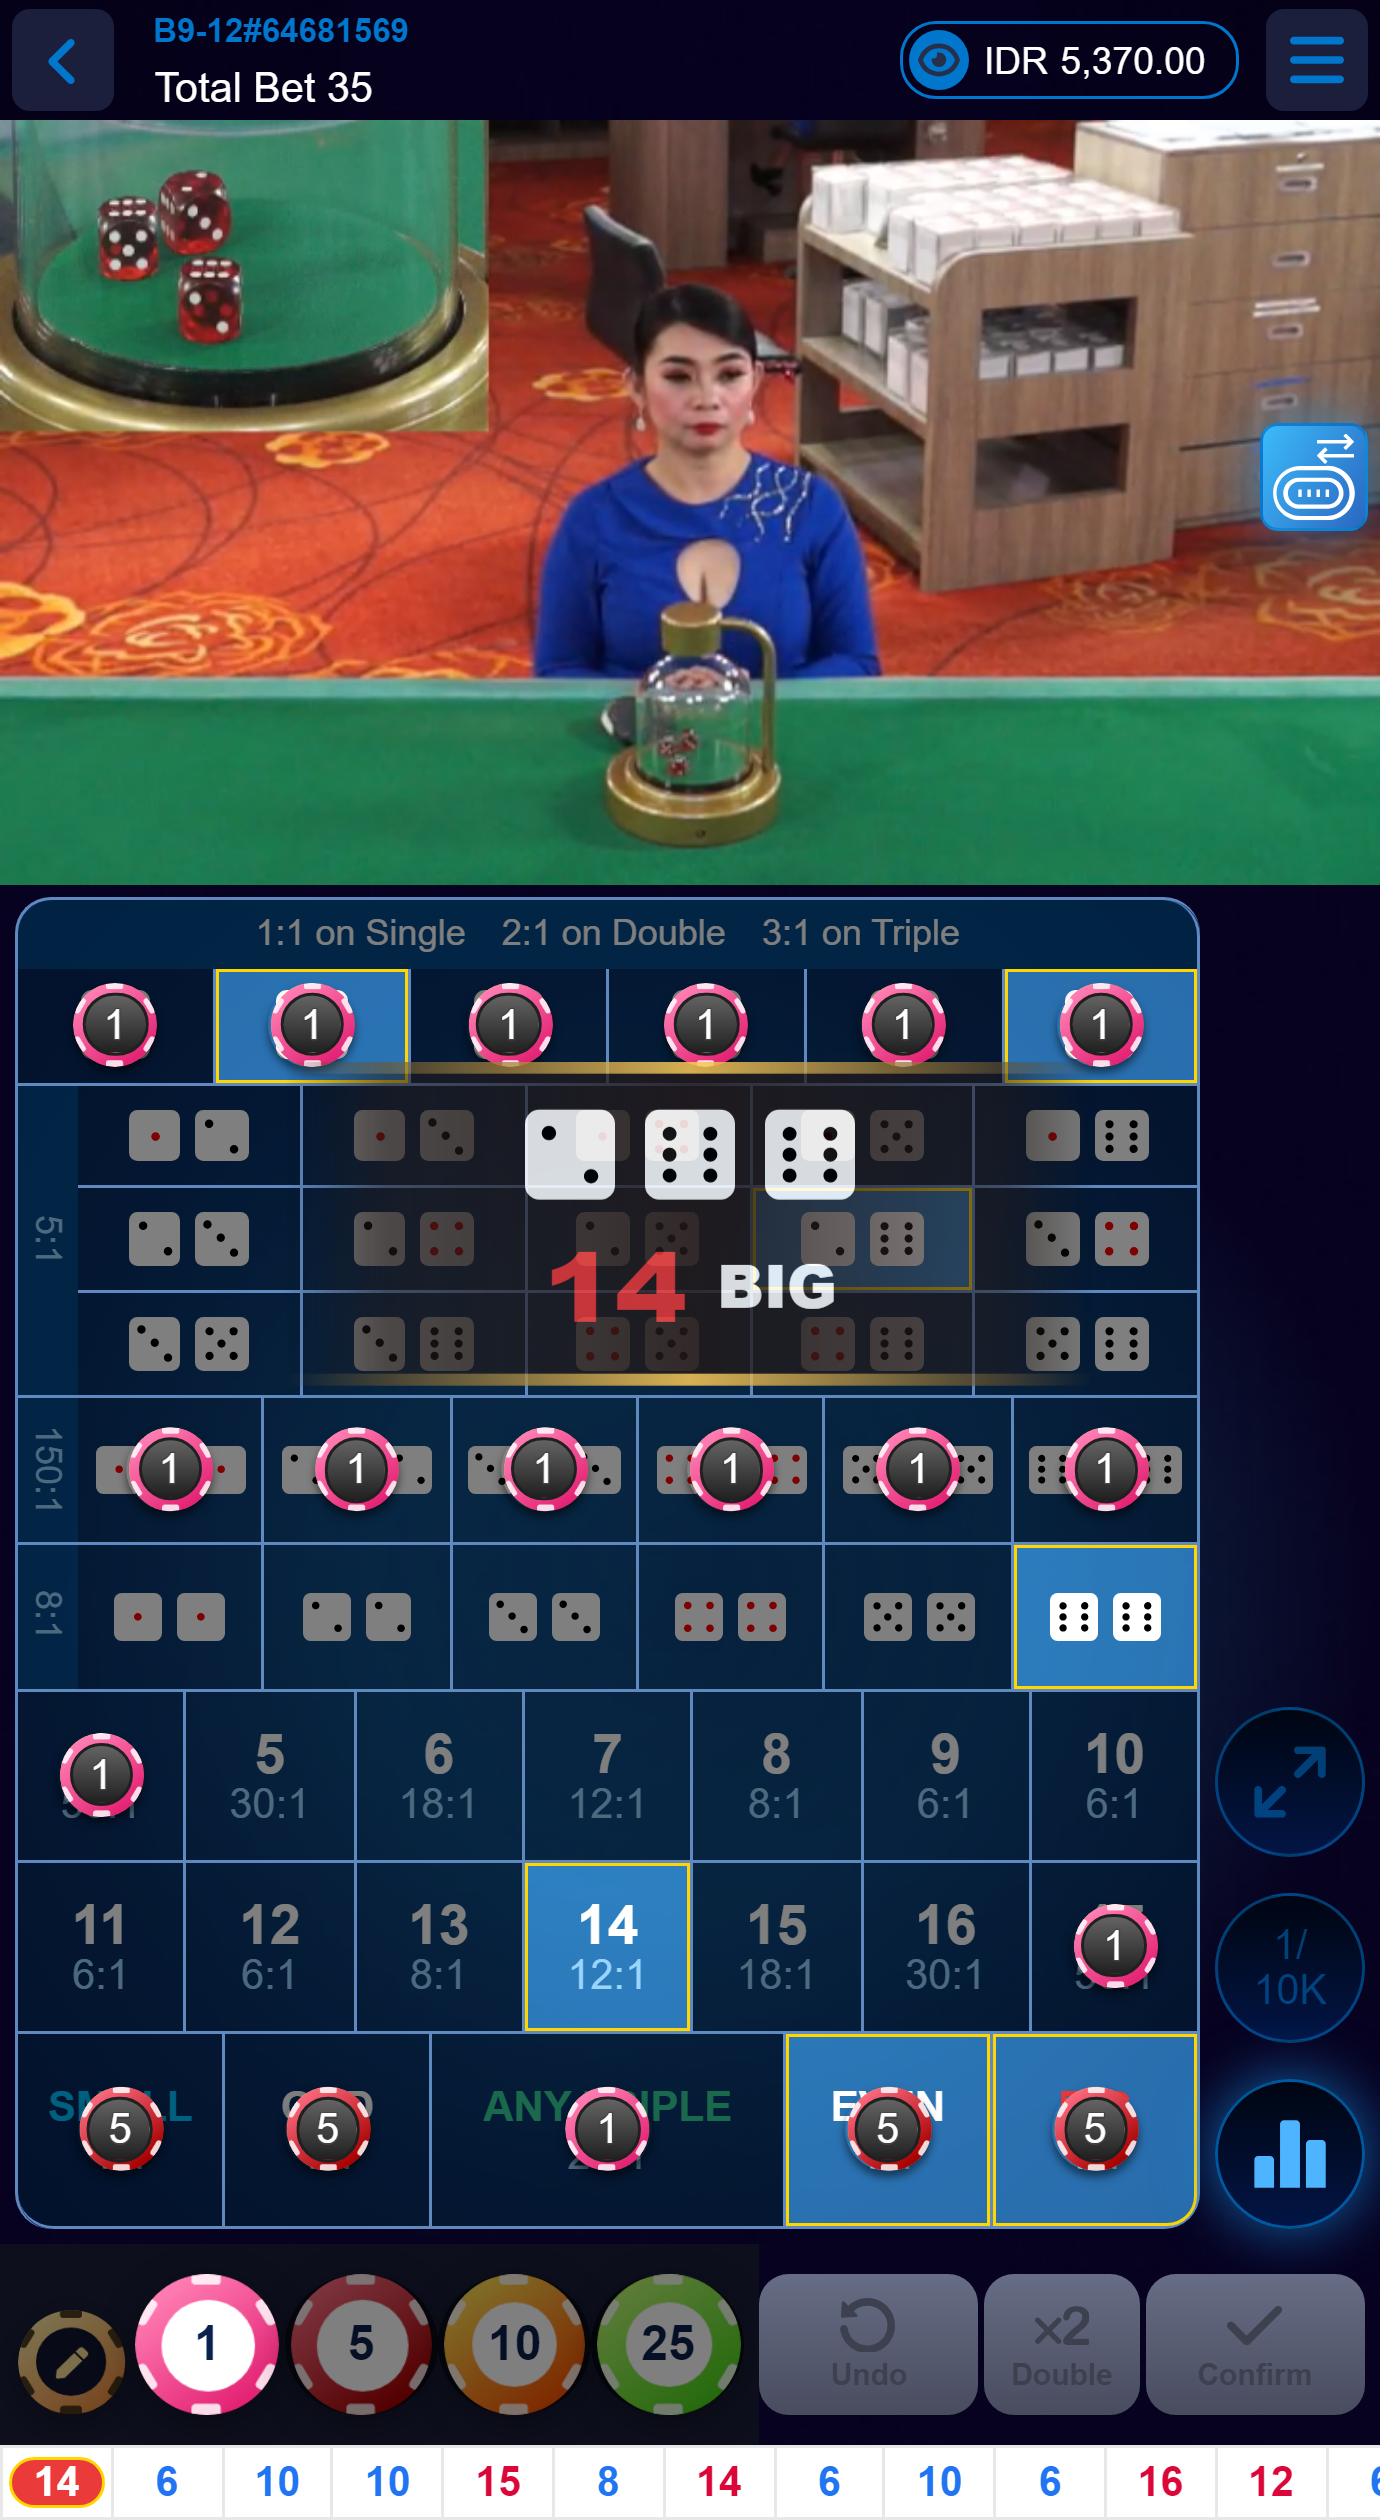 B9-12#64681569
Total Bet 35
IDR 5,370.00
1:1 on Single 2:1 on Double 3:1 on Triple
1 1 1 1 1 1
5:1
14 BIG
150:1
1 1 1 1 1 1
8:1
1 5 6 7 8 9 10
30:1 18:1 12:1 8:1 6:1 6:1
11 12 13 14 15 16 1
6:1 6:1 8:1 12:1 18:1 30:1
1/
10K
5 5 1 5 5
1 5 10 25
Undo
x2
Double
Confirm
14 6 10 10 15 8 14 6 10 6 16 12